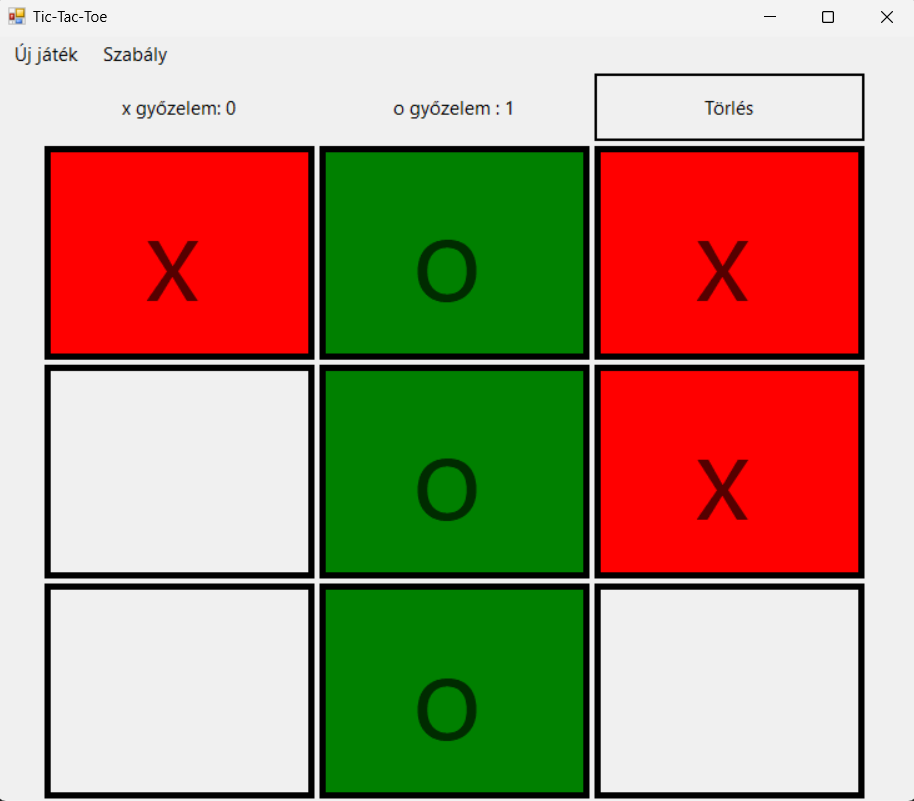 Tic-Tac-Toe
Új játék Szabály
x győzelem: 0 o győzelem : 1 Törlés
X O X
O X
O